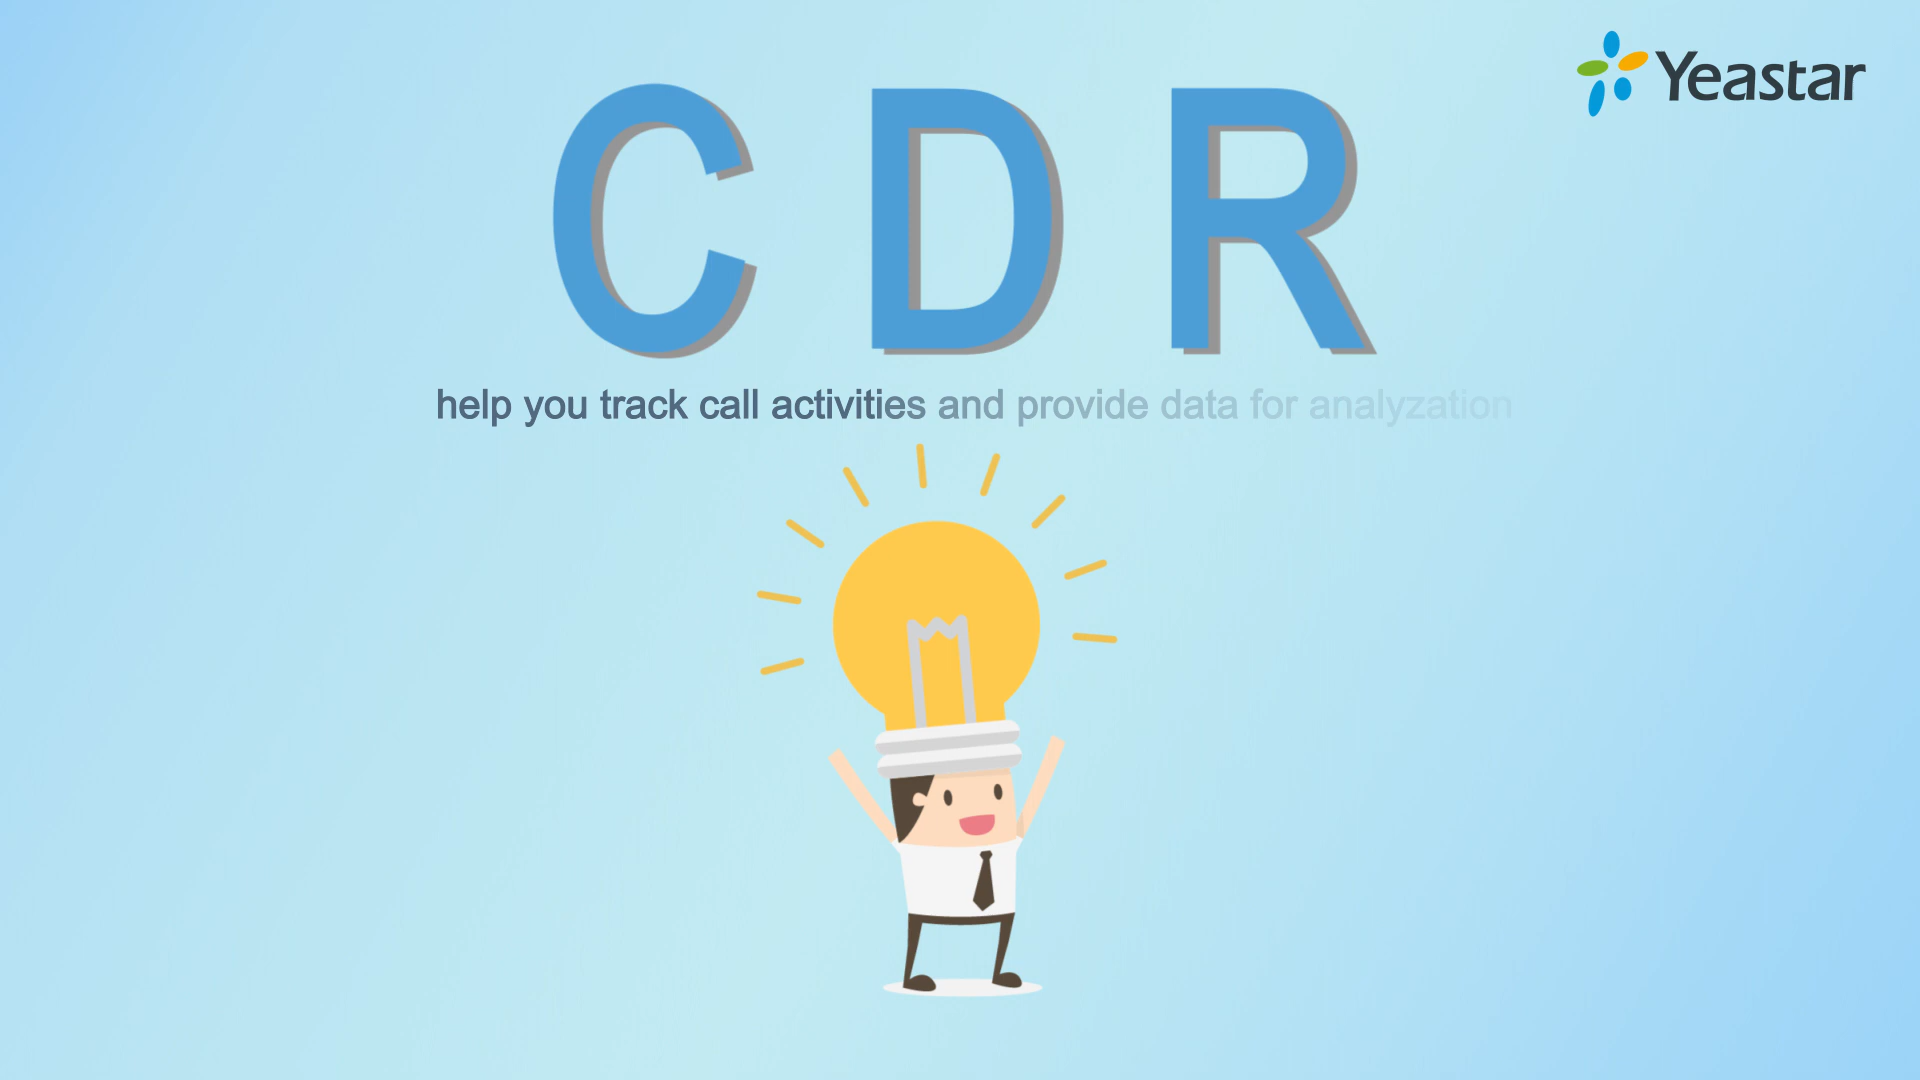 Yeastar
CDR
help you track call activities and provide data for analyzation